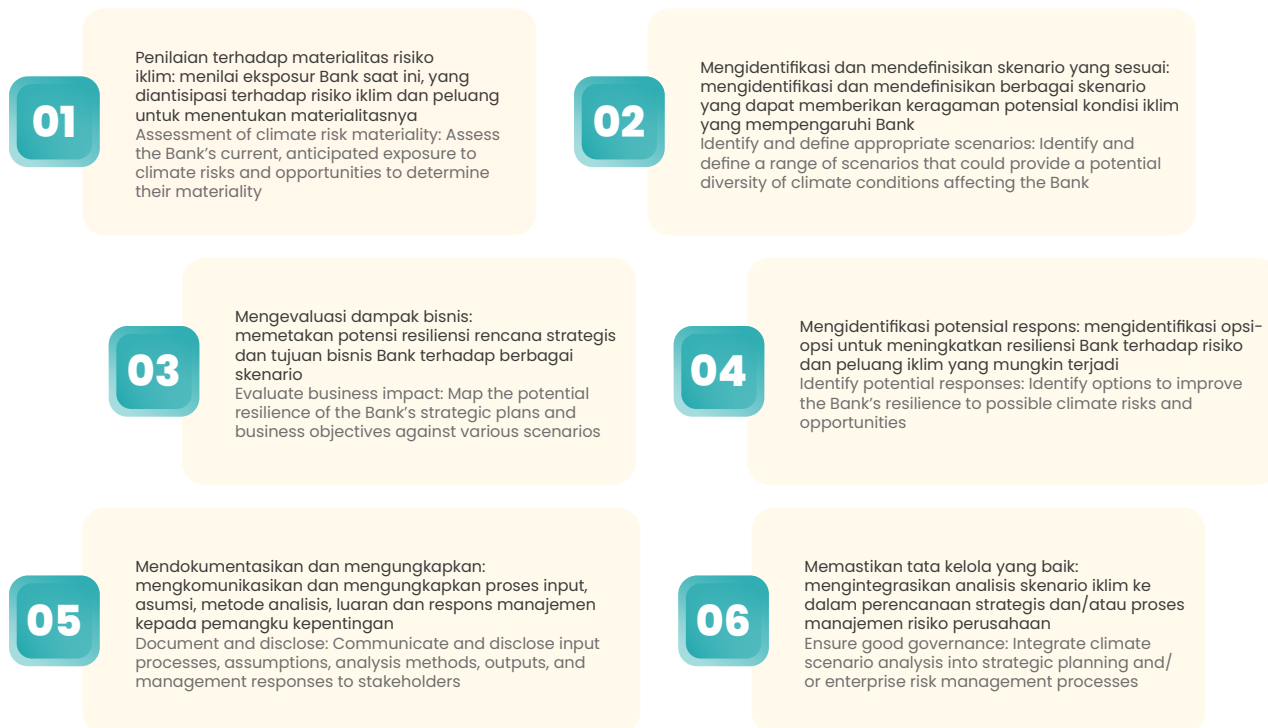 01
Penilaian terhadap materialitas risiko
iklim: menilai eksposur Bank saat ini, yang
diantisipasi terhadap risiko iklim dan peluang
untuk menentukan materialitasnya
Assessment of climate risk materiality: Assess
the Bank's current, anticipated exposure to
climate risks and opportunities to determine
their materiality
02
Mengidentifikasi dan mendefinisikan skenario yang sesuai:
mengidentifikasi dan mendefinisikan berbagai skenario
yang dapat memberikan keragaman potensial kondisi iklim
yang mempengaruhi Bank
Identify and define appropriate scenarios: Identify and
define a range of scenarios that could provide a potential
diversity of climate conditions affecting the Bank
03
Mengevaluasi dampak bisnis:
memetakan potensi resiliensi rencana strategis
dan tujuan bisnis Bank terhadap berbagai
skenario
Evaluate business impact: Map the potential
resilience of the Bank's strategic plans and
business objectives against various scenarios
04
Mengidentifikasi potensial respons: mengidentifikasi opsi-
opsi untuk meningkatkan resiliensi Bank terhadap risiko
dan peluang iklim yang mungkin terjadi
Identify potential responses: Identify options to improve
the Bank's resilience to possible climate risks and
opportunities
05
Mendokumentasikan dan mengungkapkan:
mengkomunikasikan dan mengungkapkan proses input,
asumsi, metode analisis, luaran dan respons manajemen
kepada pemangku kepentingan
Document and disclose: Communicate and disclose input
processes, assumptions, analysis methods, outputs, and
management responses to stakeholders
06
Memastikan tata kelola yang baik:
mengintegrasikan analisis skenario iklim ke
dalam perencanaan strategis dan/atau proses
manajemen risiko perusahaan
Ensure good governance: Integrate climate
scenario analysis into strategic planning and/
or enterprise risk management processes